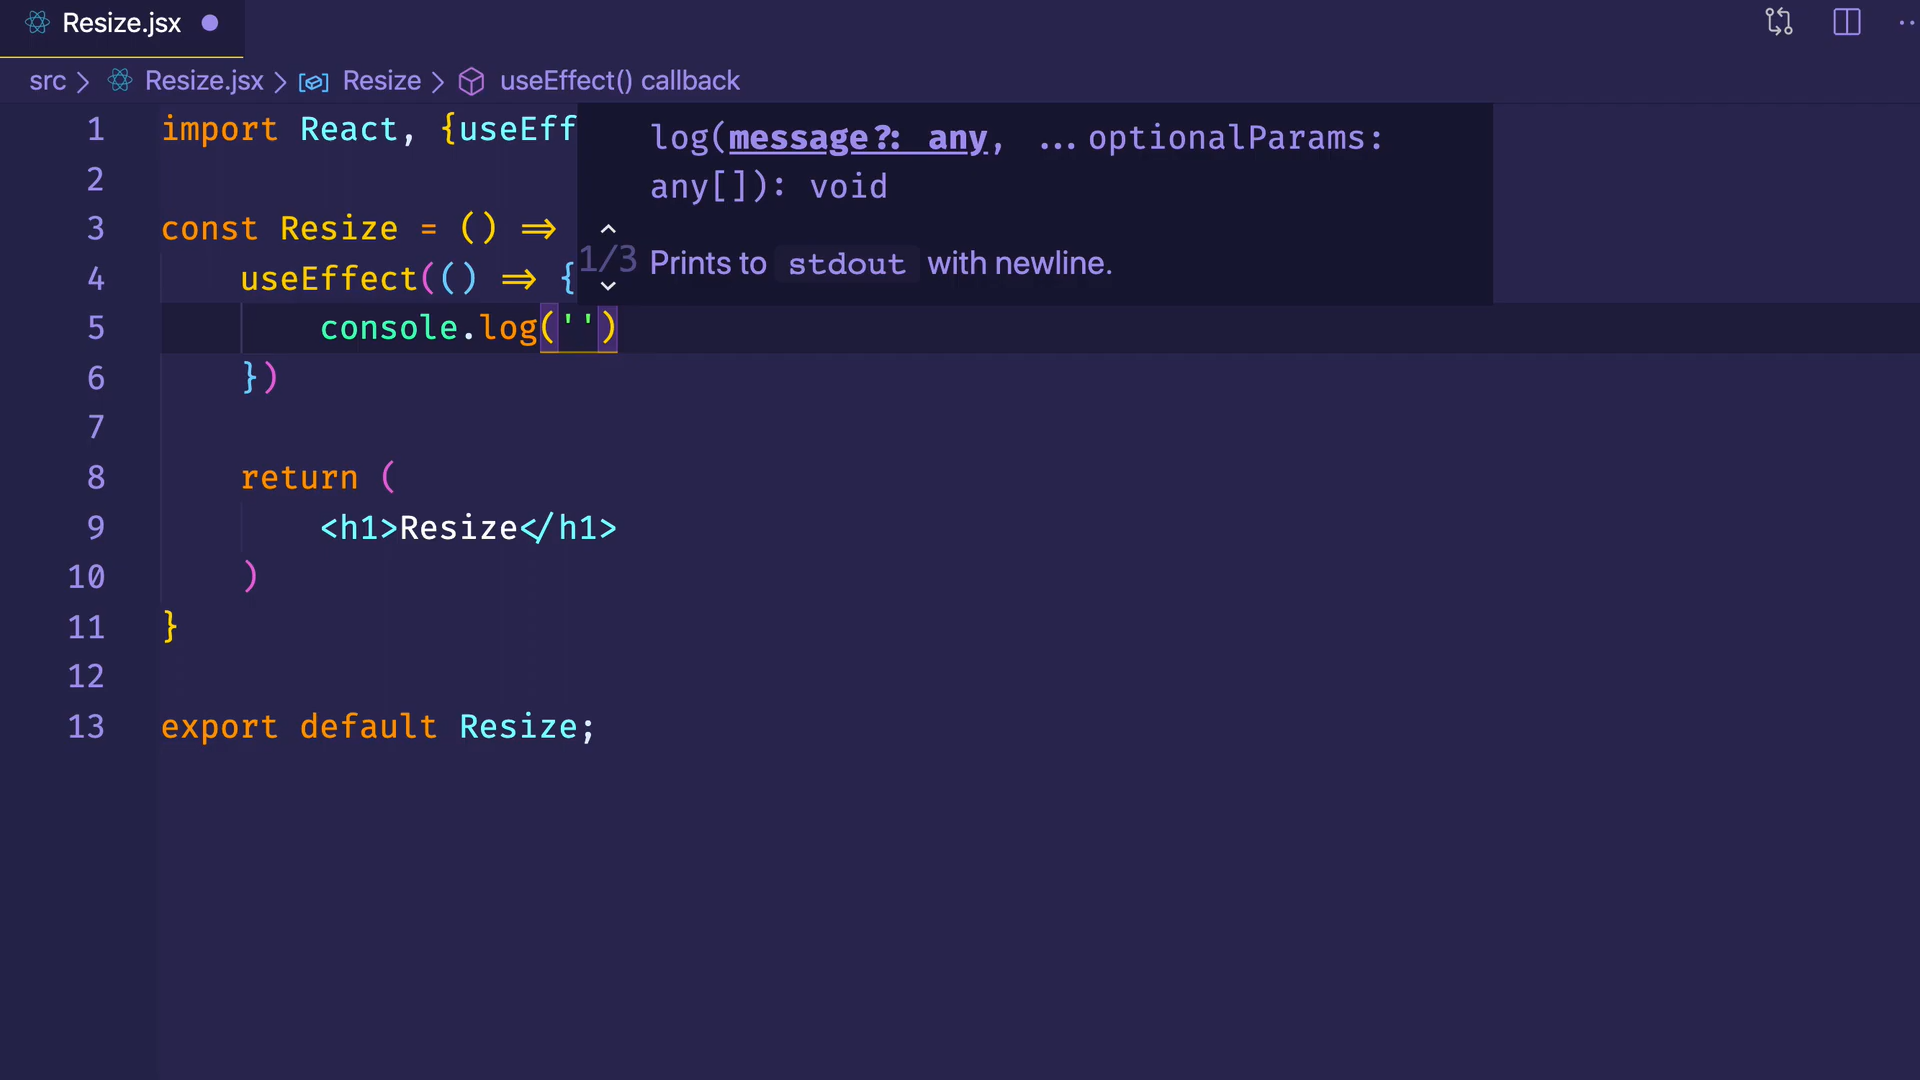 Resize.jsx
src > Resize.jsx > Resize > useEffect() callback
1 import React, {useEff
2
3 const Resize = () =>
4 useEffect(() => {
5 console.log('')
6 })
7
8 return (
9 <h1>Resize</h1>
10 )
11 }
12
13 export default Resize;
log(message?: any, ...optionalParams:
any[]): void
1/3 Prints to stdout with newline.